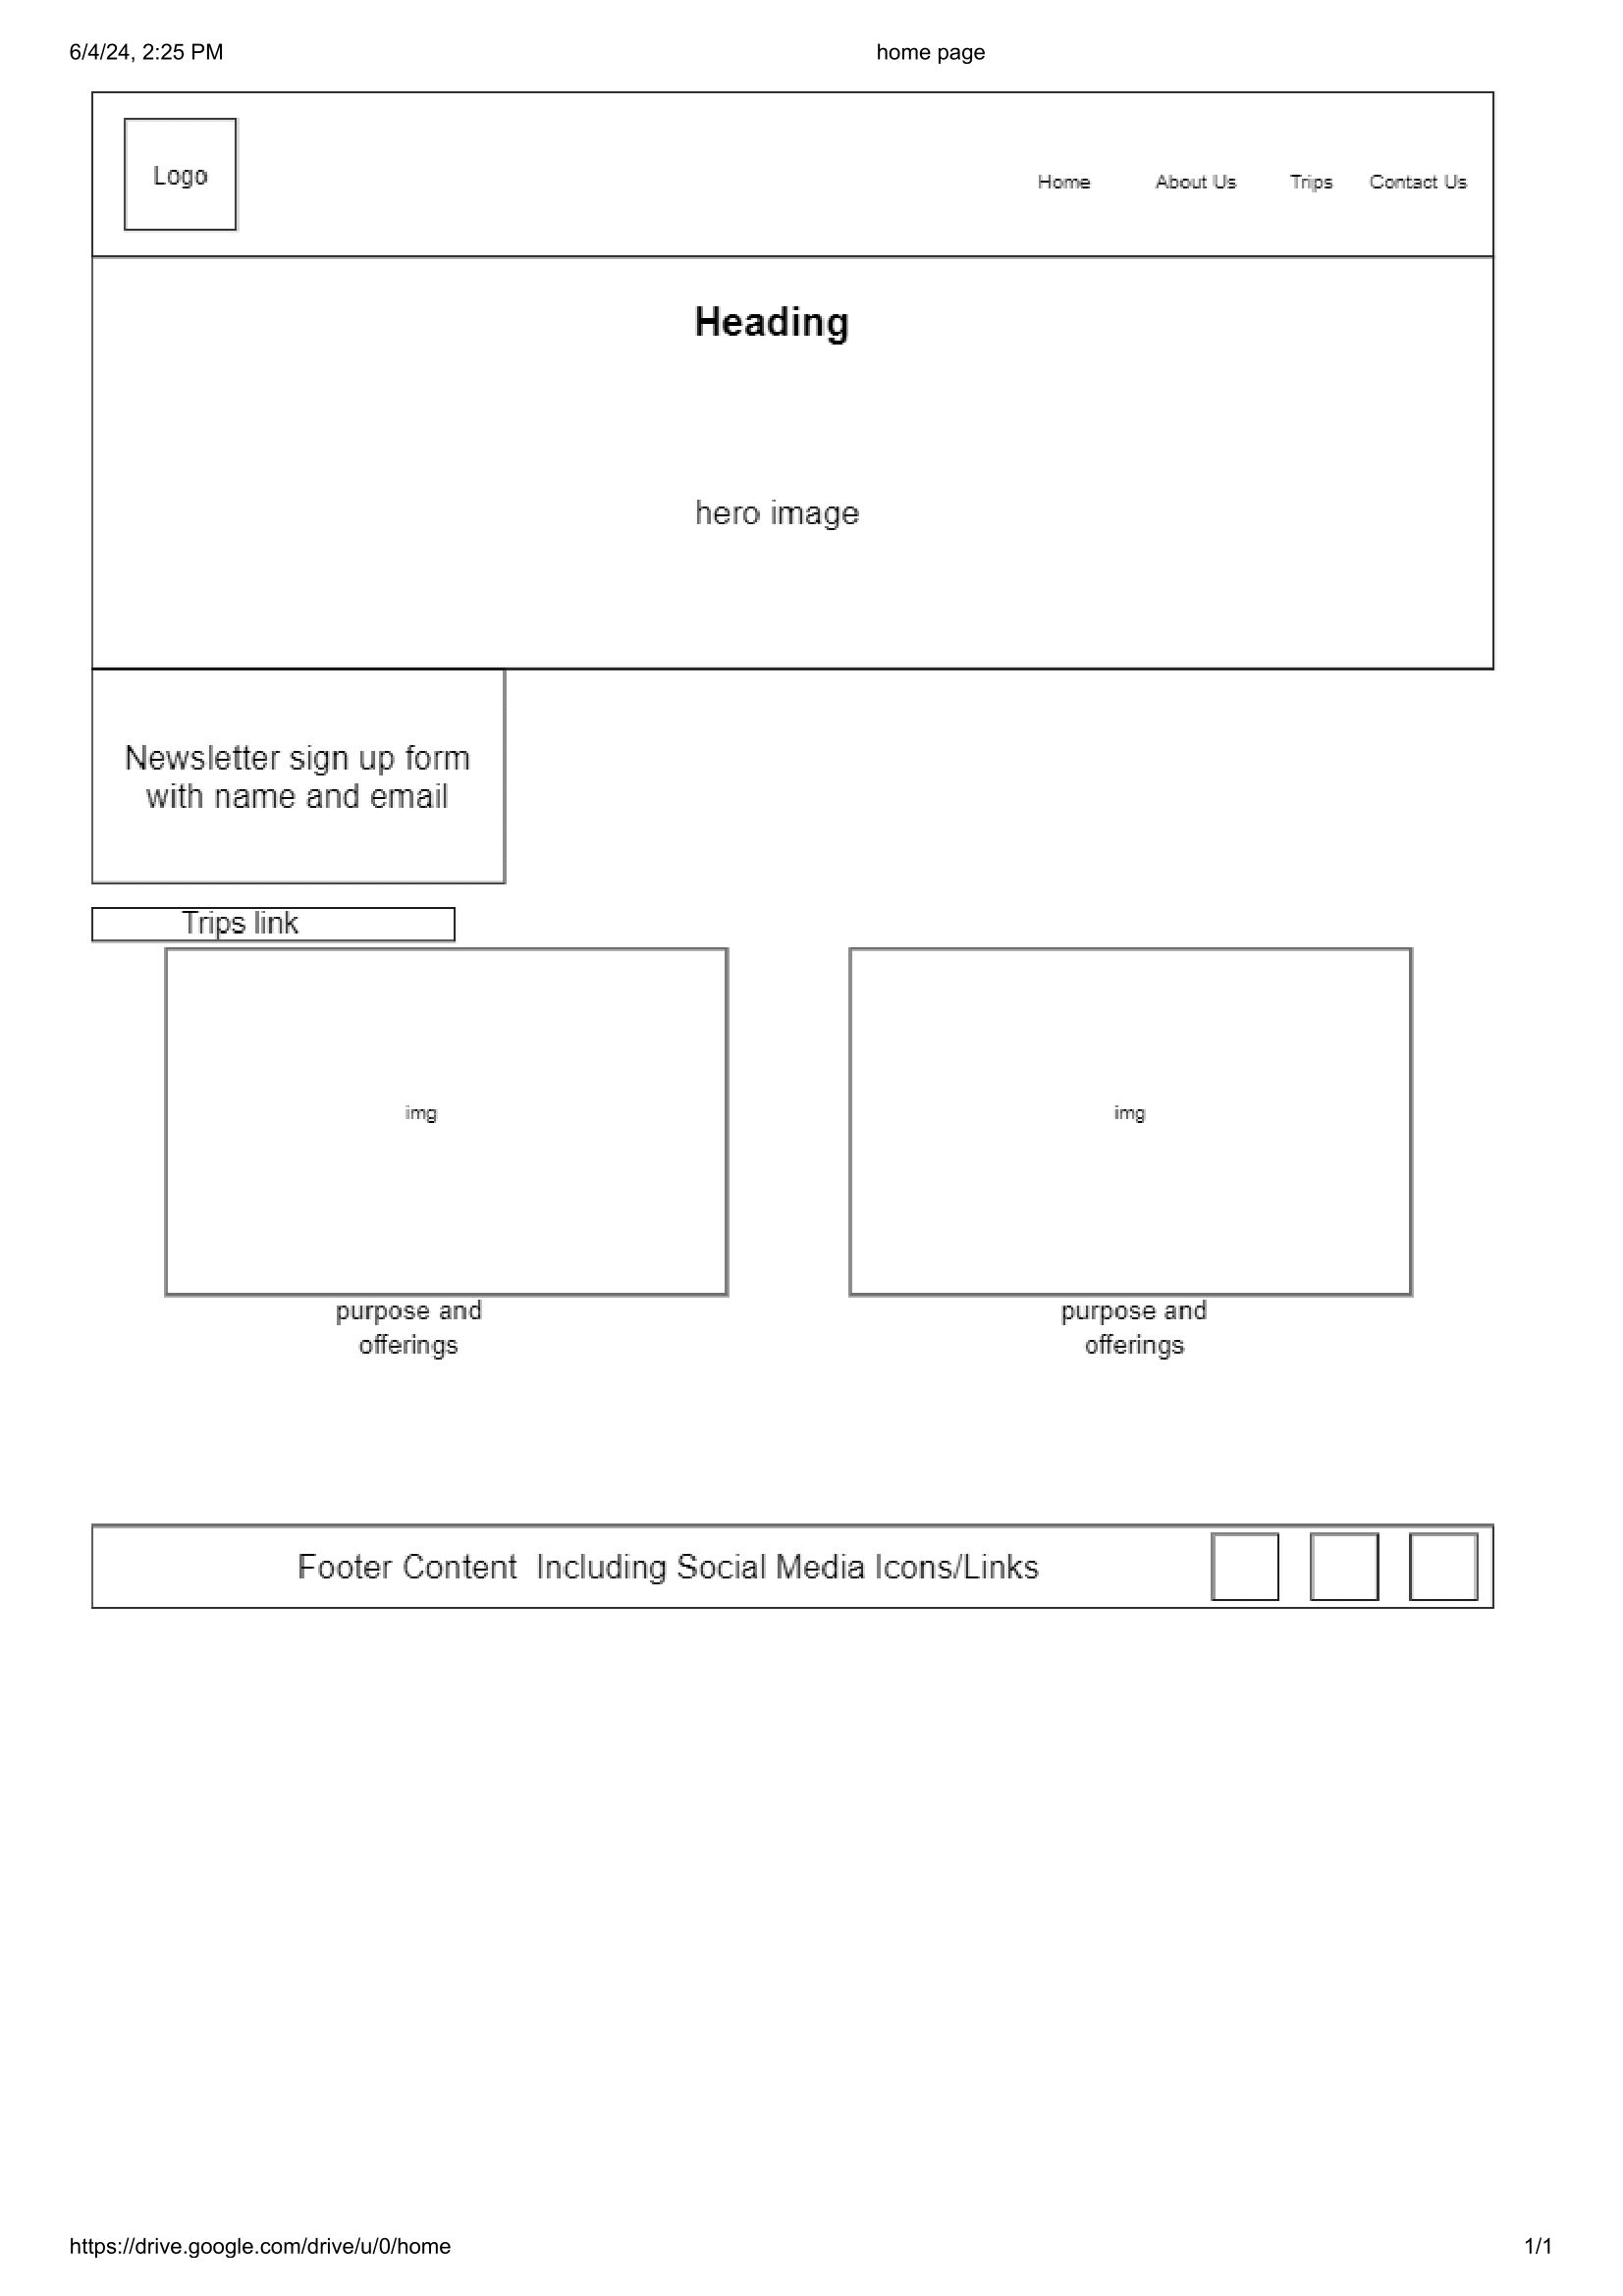 6/4/24, 2:25 PM
home page
Logo
Home
About Us
Trips
Contact Us
Heading
hero image
Newsletter sign up form
with name and email
Trips link
img
img
purpose and
offerings
purpose and
offerings
Footer Content  Including Social Media Icons/Links
https://drive.google.com/drive/u/0/home
1/1